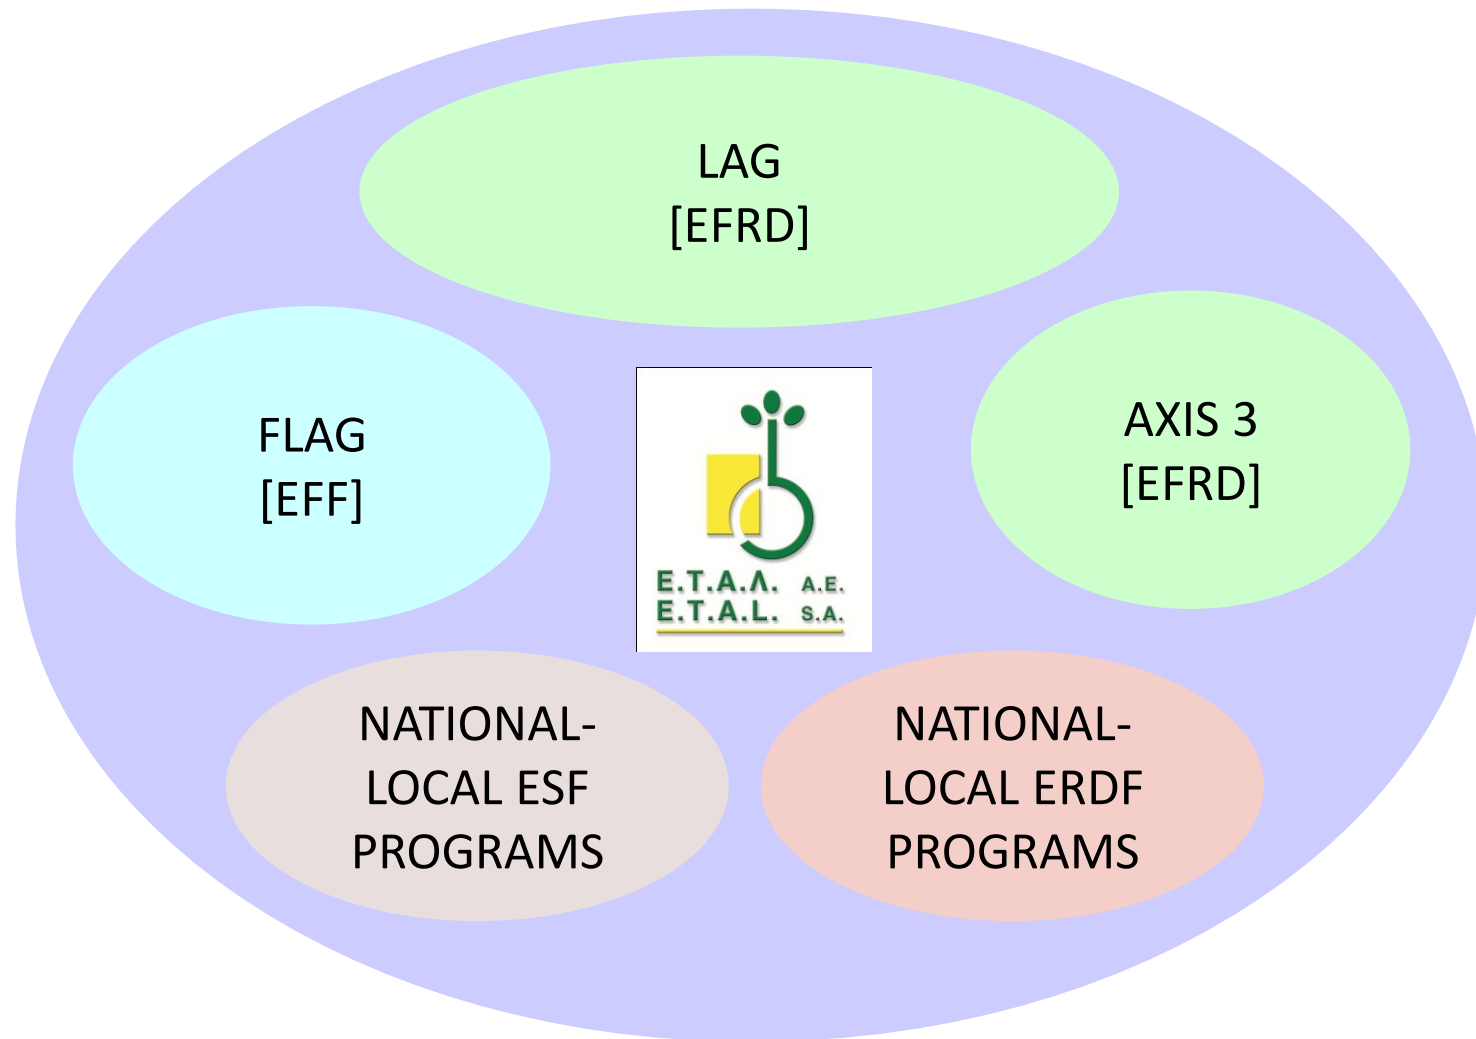 LAG
[EFRD]
FLAG
[EFF]
AXIS 3
[EFRD]
Ε.Τ.Α.Λ. Α.Ε.
E.T.A.L. S.A.
NATIONAL-
LOCAL ESF
PROGRAMS
NATIONAL-
LOCAL ERDF
PROGRAMS